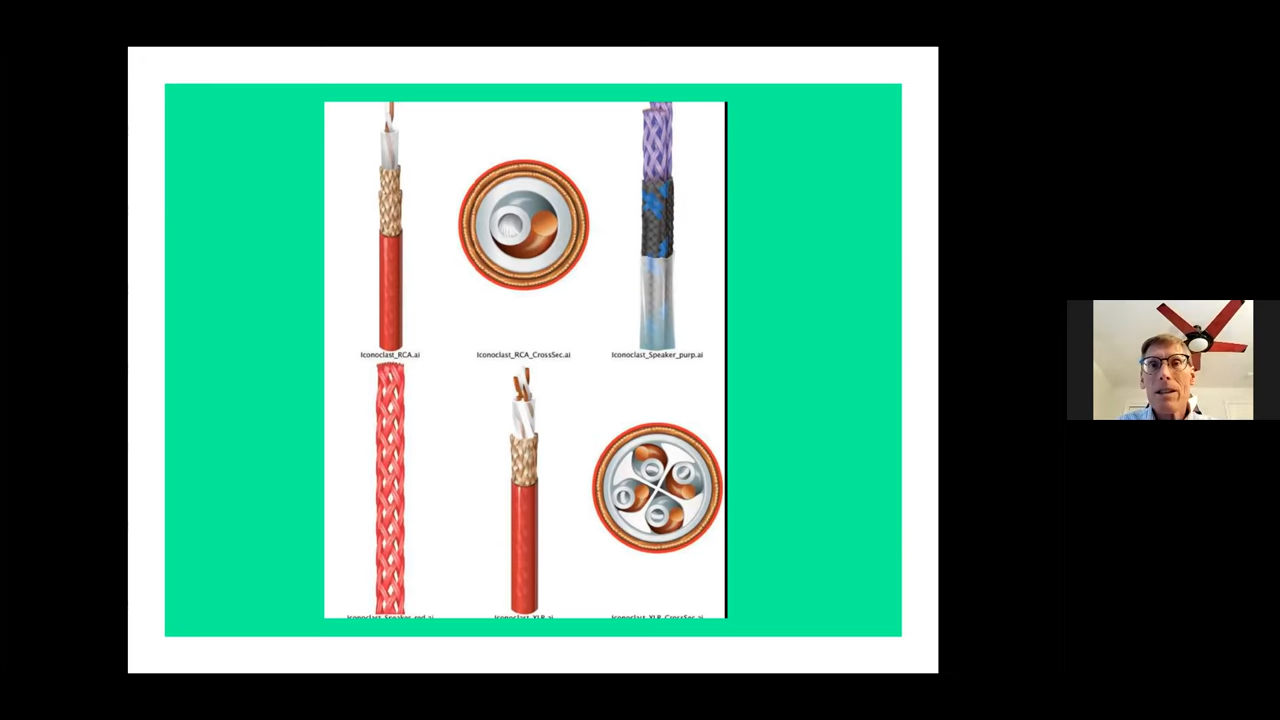 Iconoclast_RCA.ai
Iconoclast_RCA_CrossSec.ai
Iconoclast_Speaker_purp.ai
Iconoclast_Speaker_red.ai
Iconoclast_XLR.ai
Iconoclast_XLR_CrossSec.ai